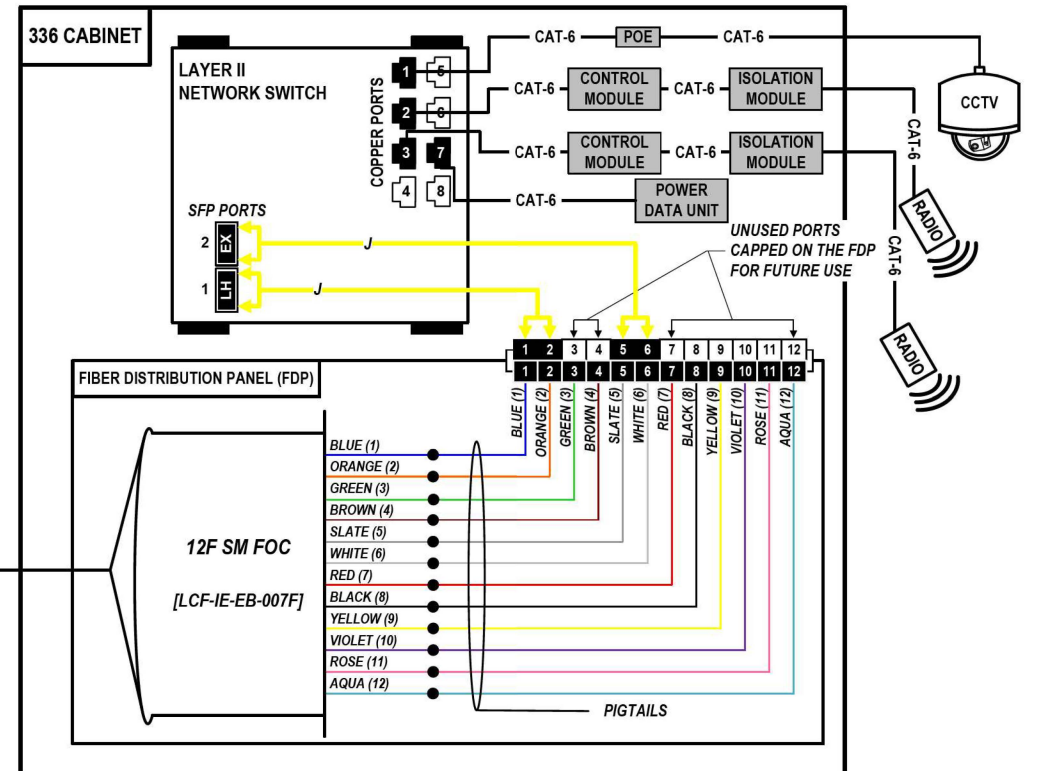 336 CABINET
LAYER II
NETWORK SWITCH
COPPER PORTS
1
5
2
6
3
7
4
8
CAT-6
POE
CAT-6
CAT-6
CONTROL
MODULE
CAT-6
ISOLATION
MODULE
CAT-6
CONTROL
MODULE
CAT-6
ISOLATION
MODULE
CAT-6
POWER
DATA UNIT
CCTV
CAT-6
RADIO
CAT-6
RADIO
SFP PORTS
2
EX
J
1
LH
J
UNUSED PORTS
CAPPED ON THE FDP
FOR FUTURE USE
1 2 3 4 5 6 7 8 9 10 11 12
1 2 3 4 5 6 7 8 9 10 11 12
FIBER DISTRIBUTION PANEL (FDP)
BLUE (1)
ORANGE (2)
GREEN (3)
BROWN (4)
SLATE (5)
WHITE (6)
RED (7)
BLACK (8)
YELLOW (9)
VIOLET (10)
ROSE (11)
AQUA (12)
12F SM FOC
[LCF-IE-EB-007F]
BLUE (1)
ORANGE (2)
GREEN (3)
BROWN (4)
SLATE (5)
WHITE (6)
RED (7)
BLACK (8)
YELLOW (9)
VIOLET (10)
ROSE (11)
AQUA (12)
PIGTAILS